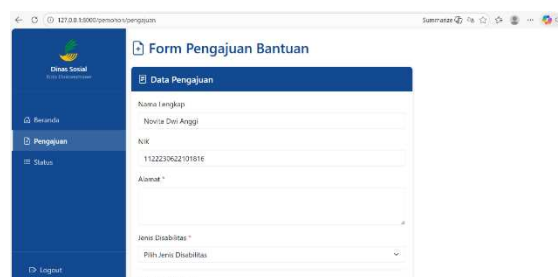 127.0.0.1:8000/pemohon/pengajuan
Summarize
Dinas Sosial
Form Pengajuan Bantuan
Data Pengajuan
Nama Lengkap
Novita Dwi Anggi
NIK
1122230622101816
Alamat *
Jenis Disabilitas *
Pilih Jenis Disabilitas
Beranda
Pengajuan
Status
Logout